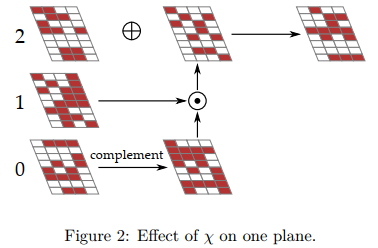 2
1
0
complement
Figure 2: Effect of χ on one plane.